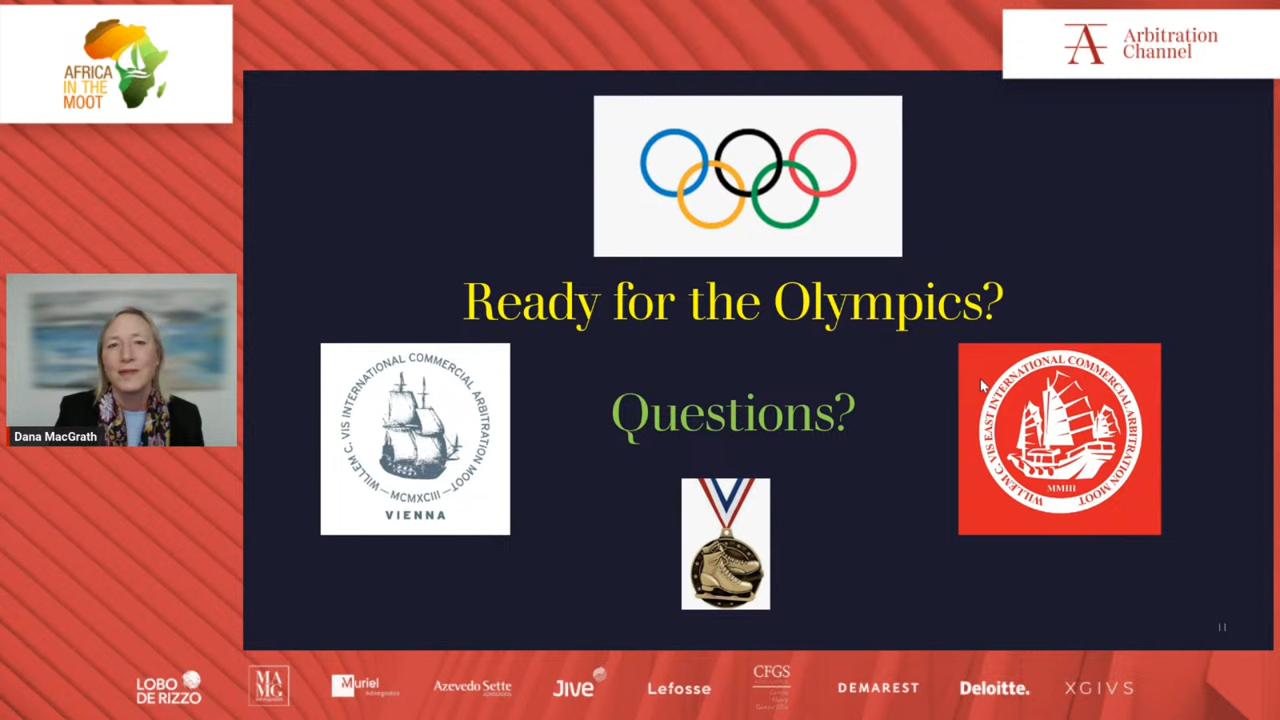 AFRICA
IN THE
MOOT
Arbitration
Channel
Ready for the Olympics?
WILLEM C. VIS INTERNATIONAL COMMERCIAL ARBITRATION MOOT
MCMXCIII
VIENNA
Questions?
WILLEM C. VIS EAST INTERNATIONAL COMMERCIAL ARBITRATION MOOT
MMIII
Dana MacGrath
11
LOBO
DE RIZZO
MA
MG
Muriel
Azevedo Sette
Jive
Lefosse
CFGS
DEMAREST
Deloitte.
XGIVS